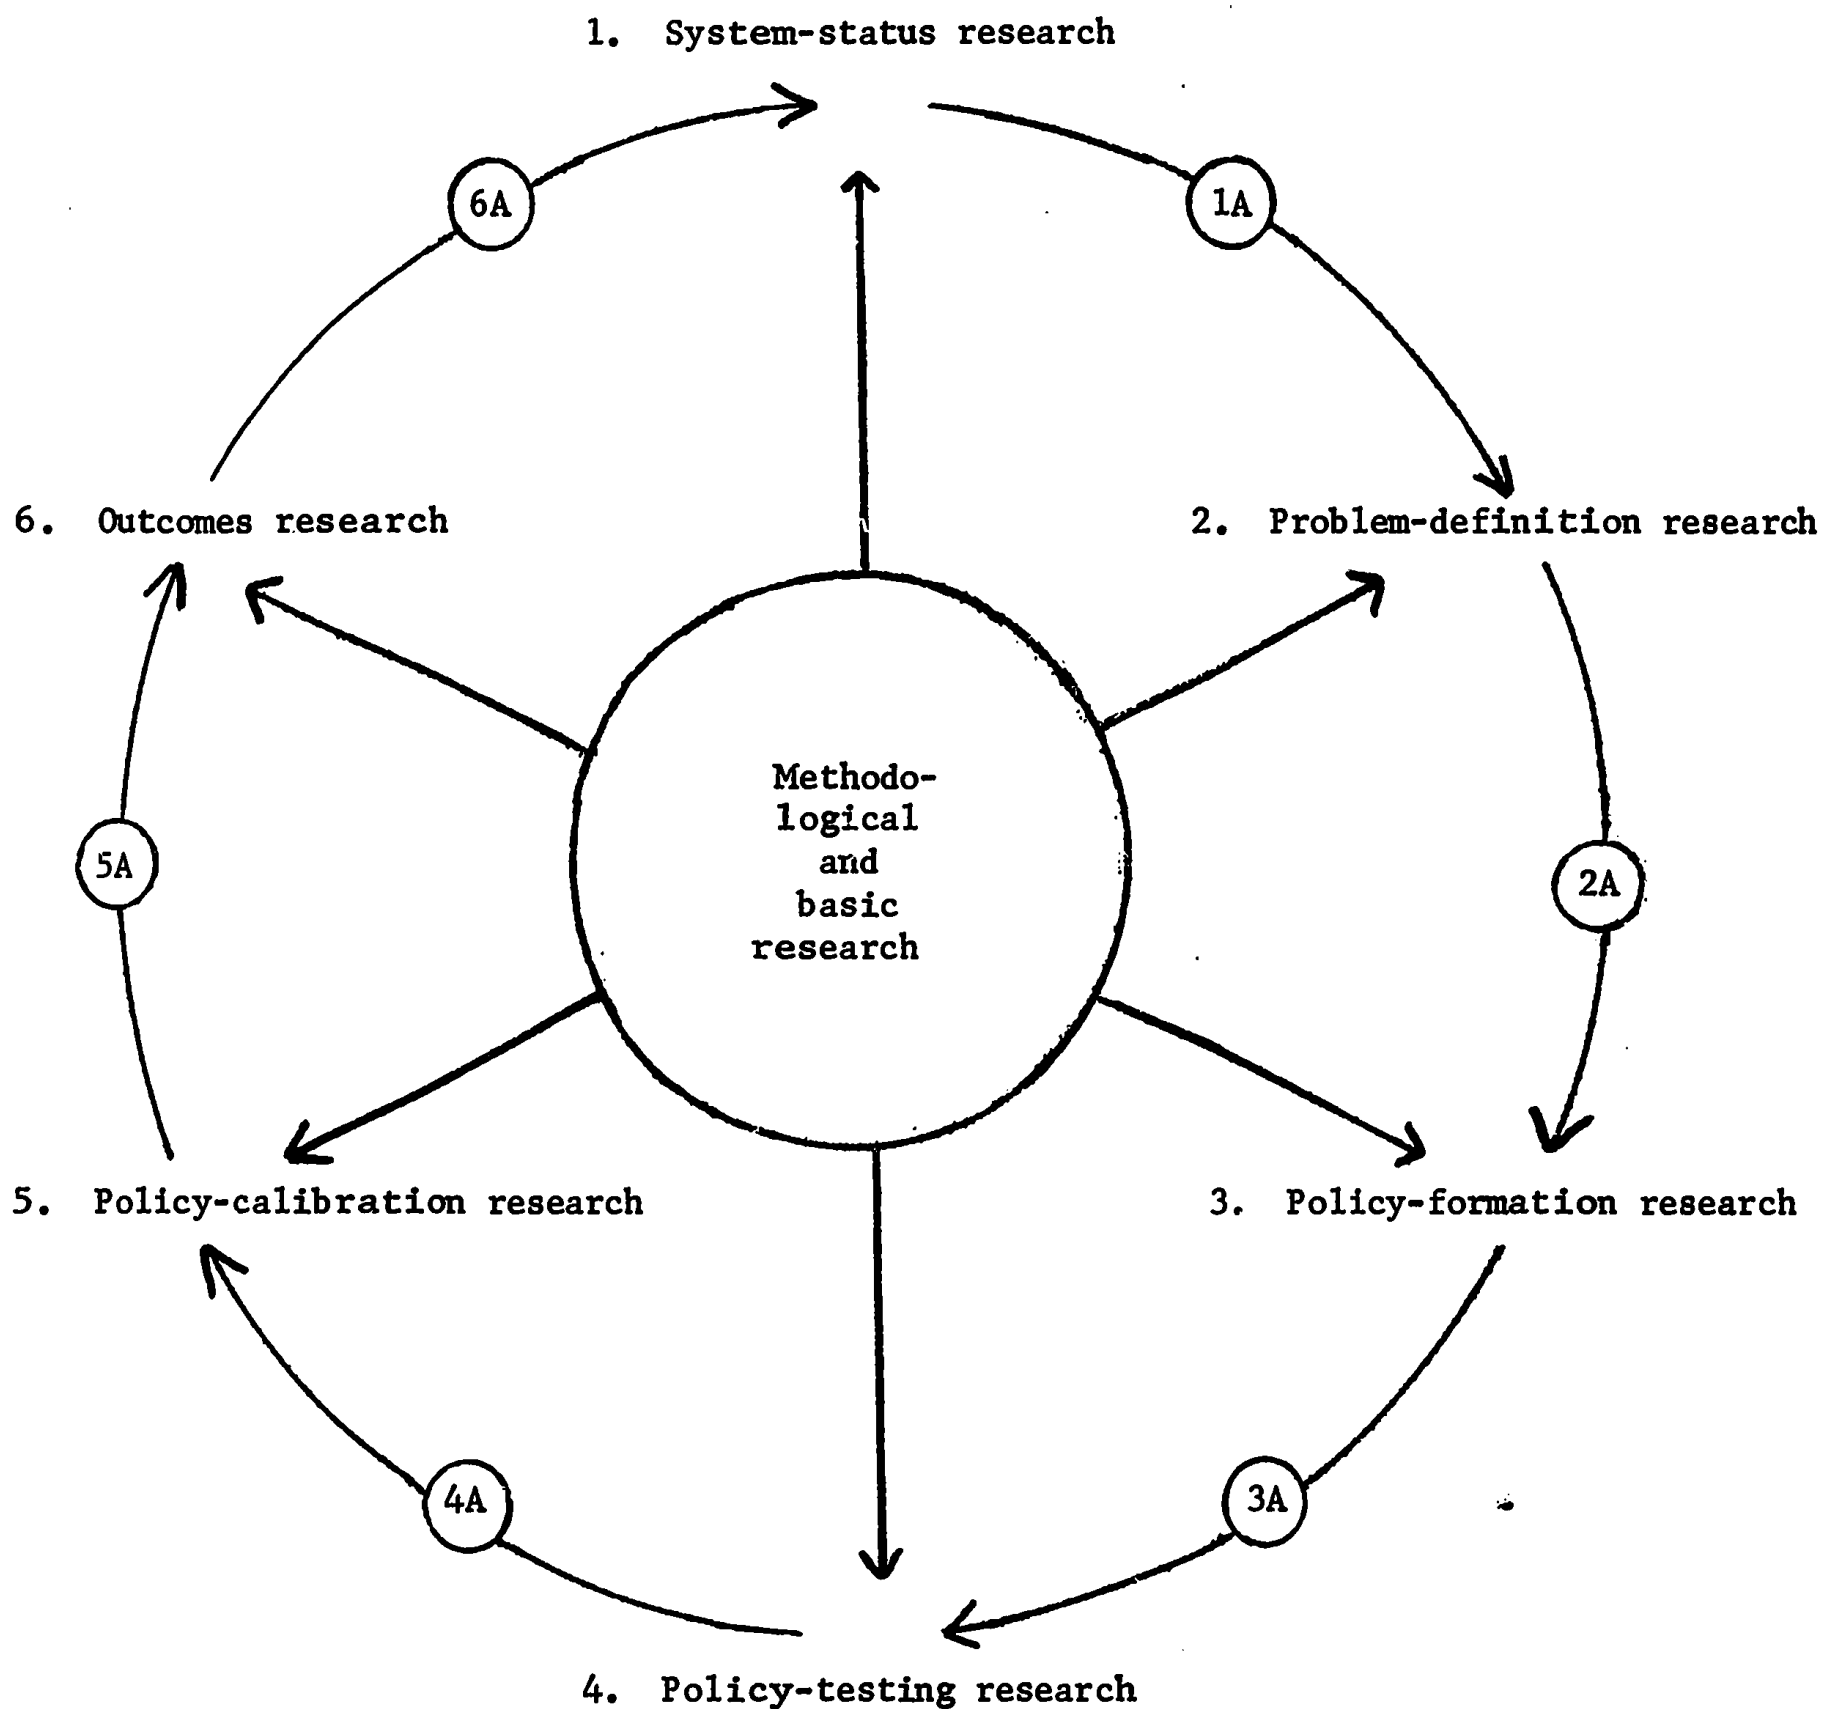 1. System-status research
6A
1A
6. Outcomes research
2. Problem-definition research
Methodo-
logical
and
basic
research
5A
2A
5. Policy-calibration research
3. Policy-formation research
4A
3A
4. Policy-testing research